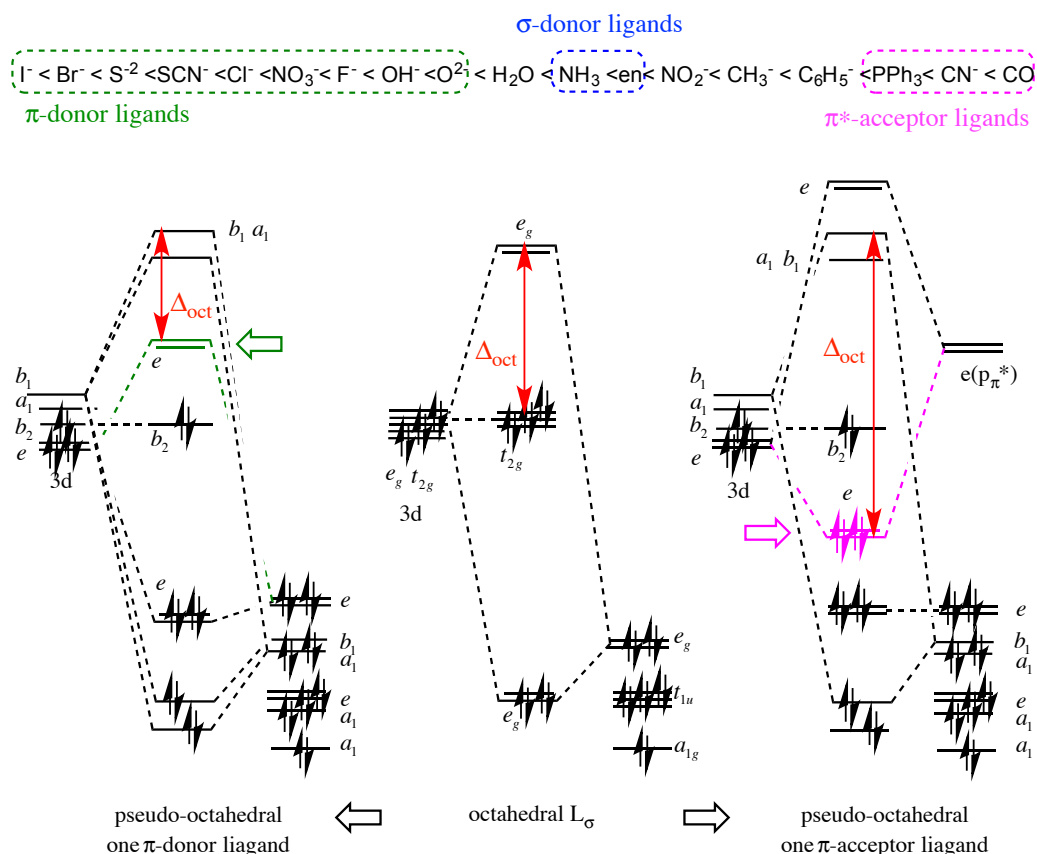 σ-donor ligands
I⁻ < Br⁻ < S⁻² <SCN⁻ <Cl⁻ <NO₃⁻< F⁻ < OH⁻ <O²⁻ < H₂O < NH₃ <en< NO₂⁻< CH₃⁻ < C₆H₅⁻ <PPh₃< CN⁻ < CO
π-donor ligands
π*-acceptor ligands
e
b₁ a₁
e_g
a₁ b₁
Δ_oct
Δ_oct
Δ_oct
e
b₁
a₁
b₂
e
3d
b₂
e_g t_2g
3d
t_2g
b₁
a₁
b₂
e
3d
b₂
e
e(p_π*)
e
e
b₁
a₁
e
a₁
a₁
e_g
e_g
t_1u
a_1g
e
b₁
a₁
e
a₁
a₁
pseudo-octahedral
one π-donor liagand
octahedral L_σ
pseudo-octahedral
one π-acceptor liagand